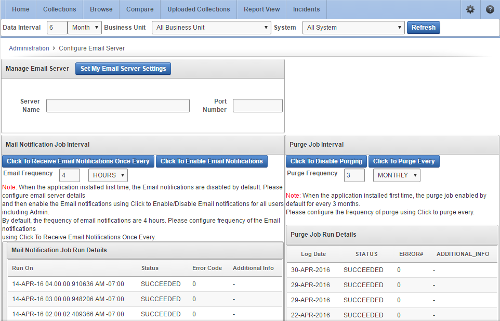 Home Collections Browse Compare Uploaded Collections Report View Incidents
Data Interval 6 Month Business Unit All Business Unit System All System Refresh
Administration > Configure Email Server
Manage Email Server Set My Email Server Settings
Server Name Port Number
Mail Notification Job Interval
Click To Receive Email Notifications Once Every Click to Enable Email Notifications
Email Frequency 4 HOURS
Note: When the application installed first time, the Email notifications are disabled by default. Please
configure email server details
and then enable the Email notifications using Click to Enable/Disable Email notifications for all users
including Admin.
By default, the frequency of email notifications are 4 hours. Please configure frequency of the Email
notifications
using Click To Receive Email Notifications Once Every
Mail Notification Job Run Details
Run On Status Error Code Additional Info
14-APR-16 04.00.00.910636 AM -07:00 SUCCEEDED 0 -
14-APR-16 03.00.00.948206 AM -07:00 SUCCEEDED 0 -
14-APR-16 02.00.02.409366 AM -07:00 SUCCEEDED 0 -
Purge Job Interval
Click to Disable Purging Click to Purge Every
Purge Frequency 3 MONTHLY
Note: When the application installed first time, the purge job enabled by
default for every 3 months.
Please configure the frequency of purge using Click to purge every
Purge Job Run Details
Log Date STATUS ERROR# ADDITIONAL_INFO
30-APR-2016 SUCCEEDED 0 -
29-APR-2016 SUCCEEDED 0 -
29-APR-2016 SUCCEEDED 0 -
22-APR-2016 SUCCEEDED 0 -